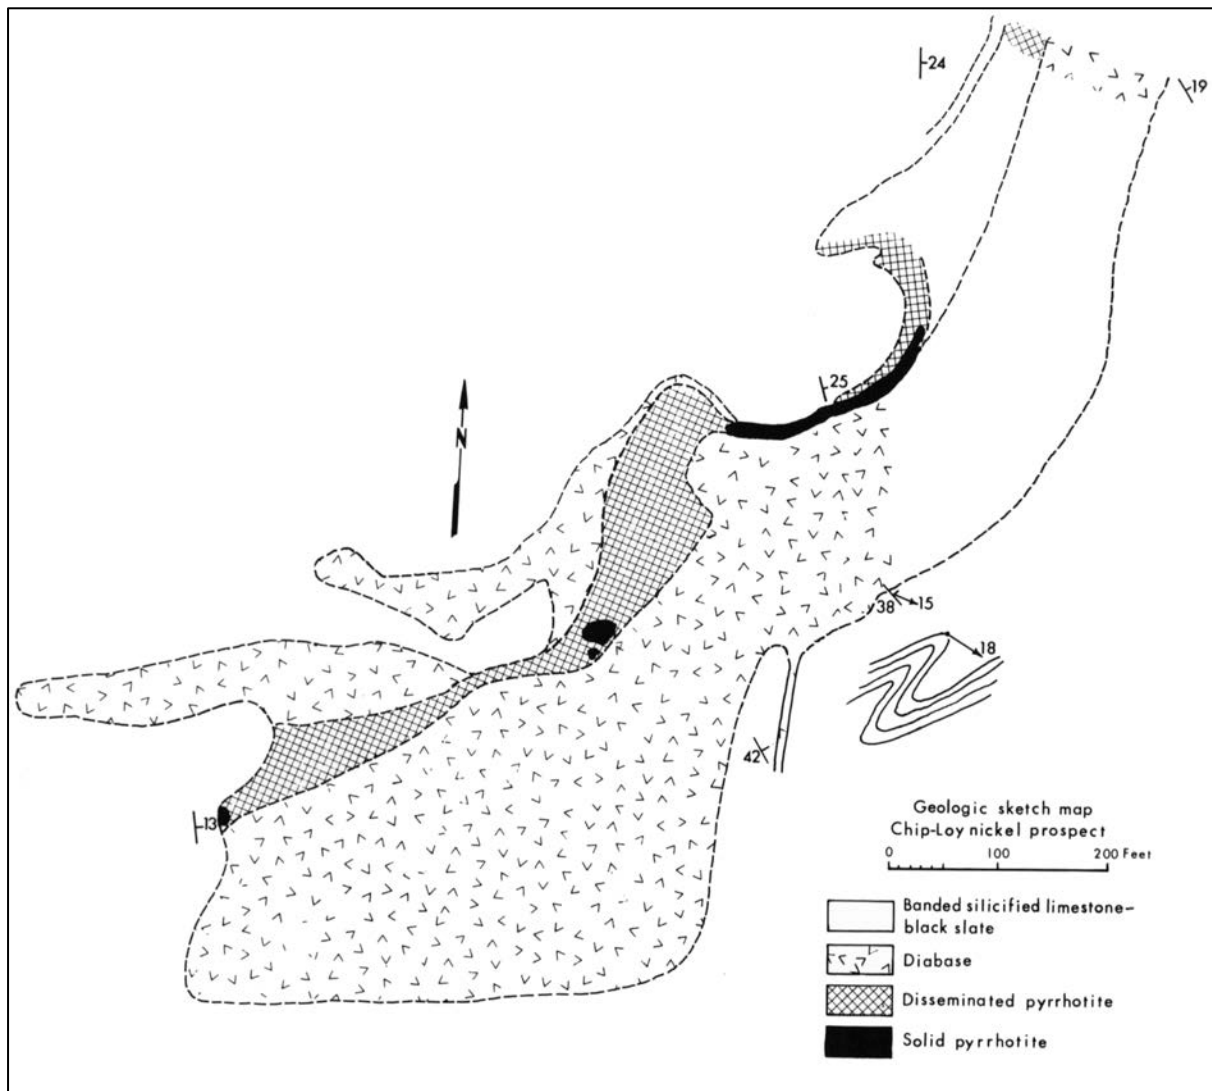 24
19
25
N
38
15
18
42
13
Geologic sketch map
Chip-Loy nickel prospect
0 100 200 Feet
Banded silicified limestone–
black slate
Diabase
Disseminated pyrrhotite
Solid pyrrhotite